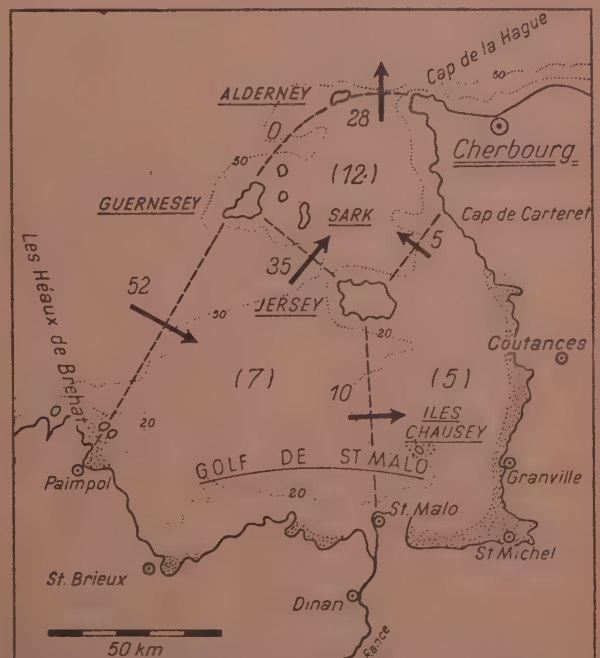 Cap de la Hague
50
ALDERNEY
28
0
50
Cherbourg
(12)
GUERNESEY
SARK
Cap de Carteret
5
35
Les Héaux de Bréhat
52
JERSEY
50
20
Coutances
(7)
10
(5)
ILES
CHAUSEY
20
GOLF DE ST MALO
Paimpol
Granville
20
St. Malo
St Michel
St. Brieux
Dinan
Rance
50 km